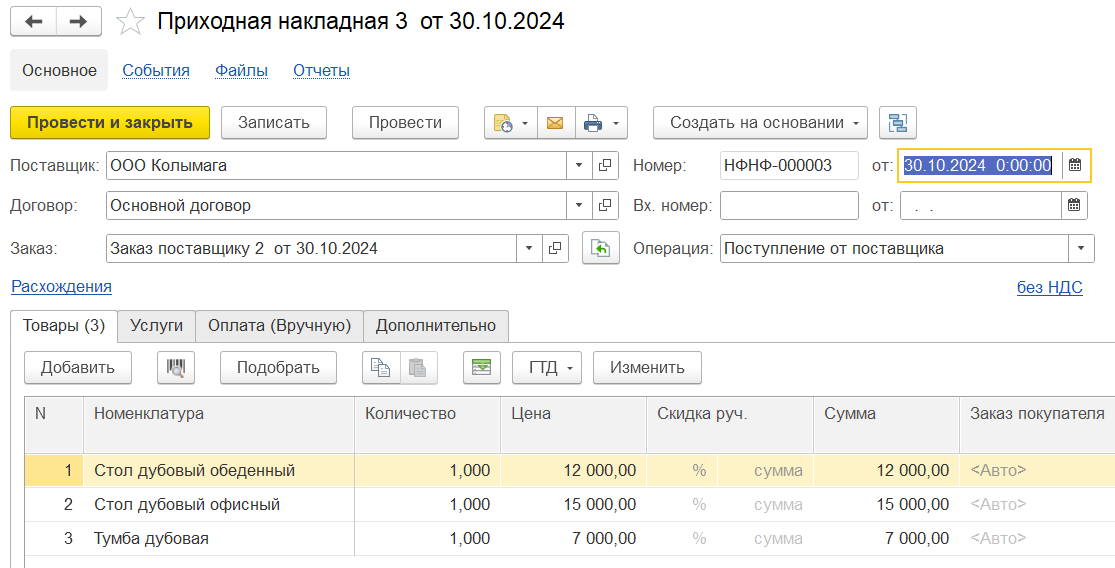 Приходная накладная 3 от 30.10.2024
Основное События Файлы Отчеты
Провести и закрыть Записать Провести Создать на основании
Поставщик: ООО Колымага Номер: НФНФ-000003 от: 30.10.2024 0:00:00
Договор: Основной договор Вх. номер: от: . .
Заказ: Заказ поставщику 2 от 30.10.2024 Операция: Поступление от поставщика
Расхождения без НДС
Товары (3) Услуги Оплата (Вручную) Дополнительно
Добавить Подобрать ГТД Изменить
N Номенклатура Количество Цена Скидка руч. Сумма Заказ покупателя
1 Стол дубовый обеденный 1,000 12 000,00 % сумма 12 000,00 <Авто>
2 Стол дубовый офисный 1,000 15 000,00 % сумма 15 000,00 <Авто>
3 Тумба дубовая 1,000 7 000,00 % сумма 7 000,00 <Авто>